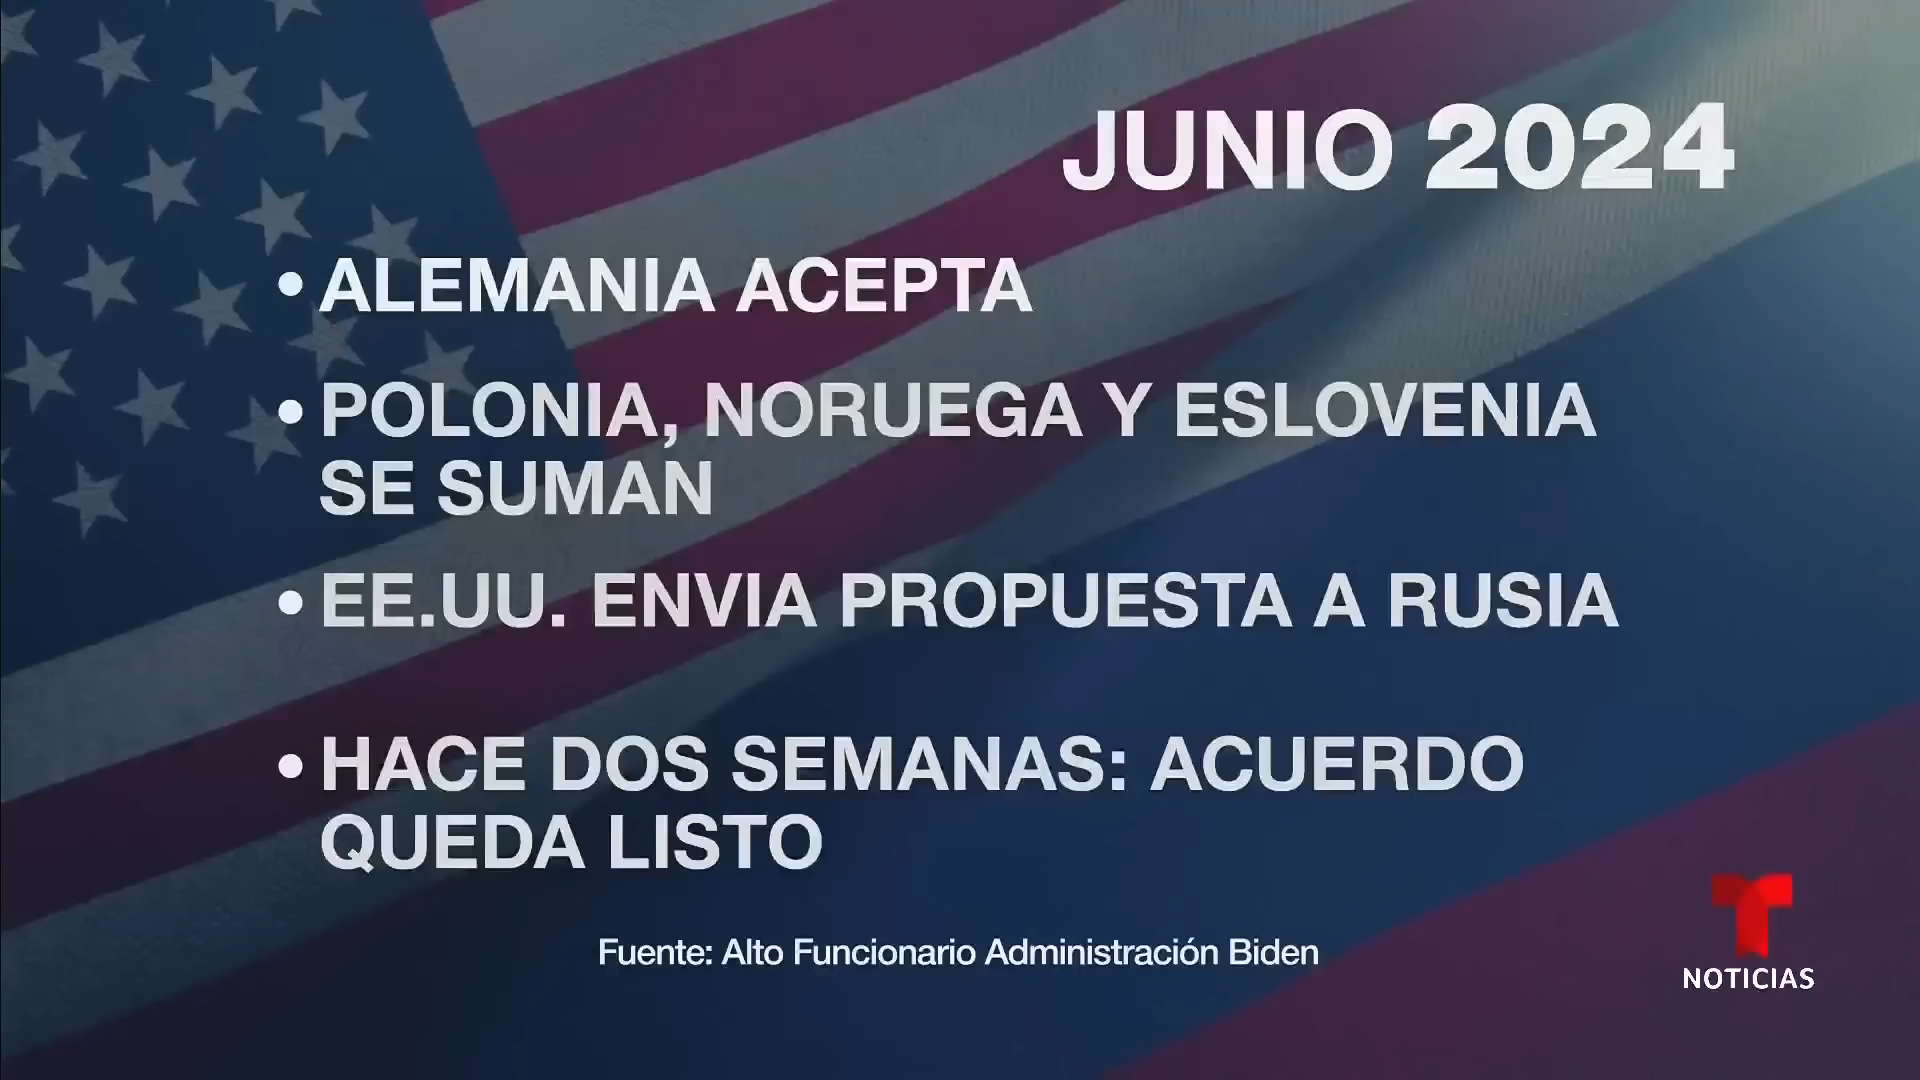 JUNIO 2024
• ALEMANIA ACEPTA
• POLONIA, NORUEGA Y ESLOVENIA
SE SUMAN
• EE.UU. ENVIA PROPUESTA A RUSIA
• HACE DOS SEMANAS: ACUERDO
QUEDA LISTO
Fuente: Alto Funcionario Administración Biden
NOTICIAS